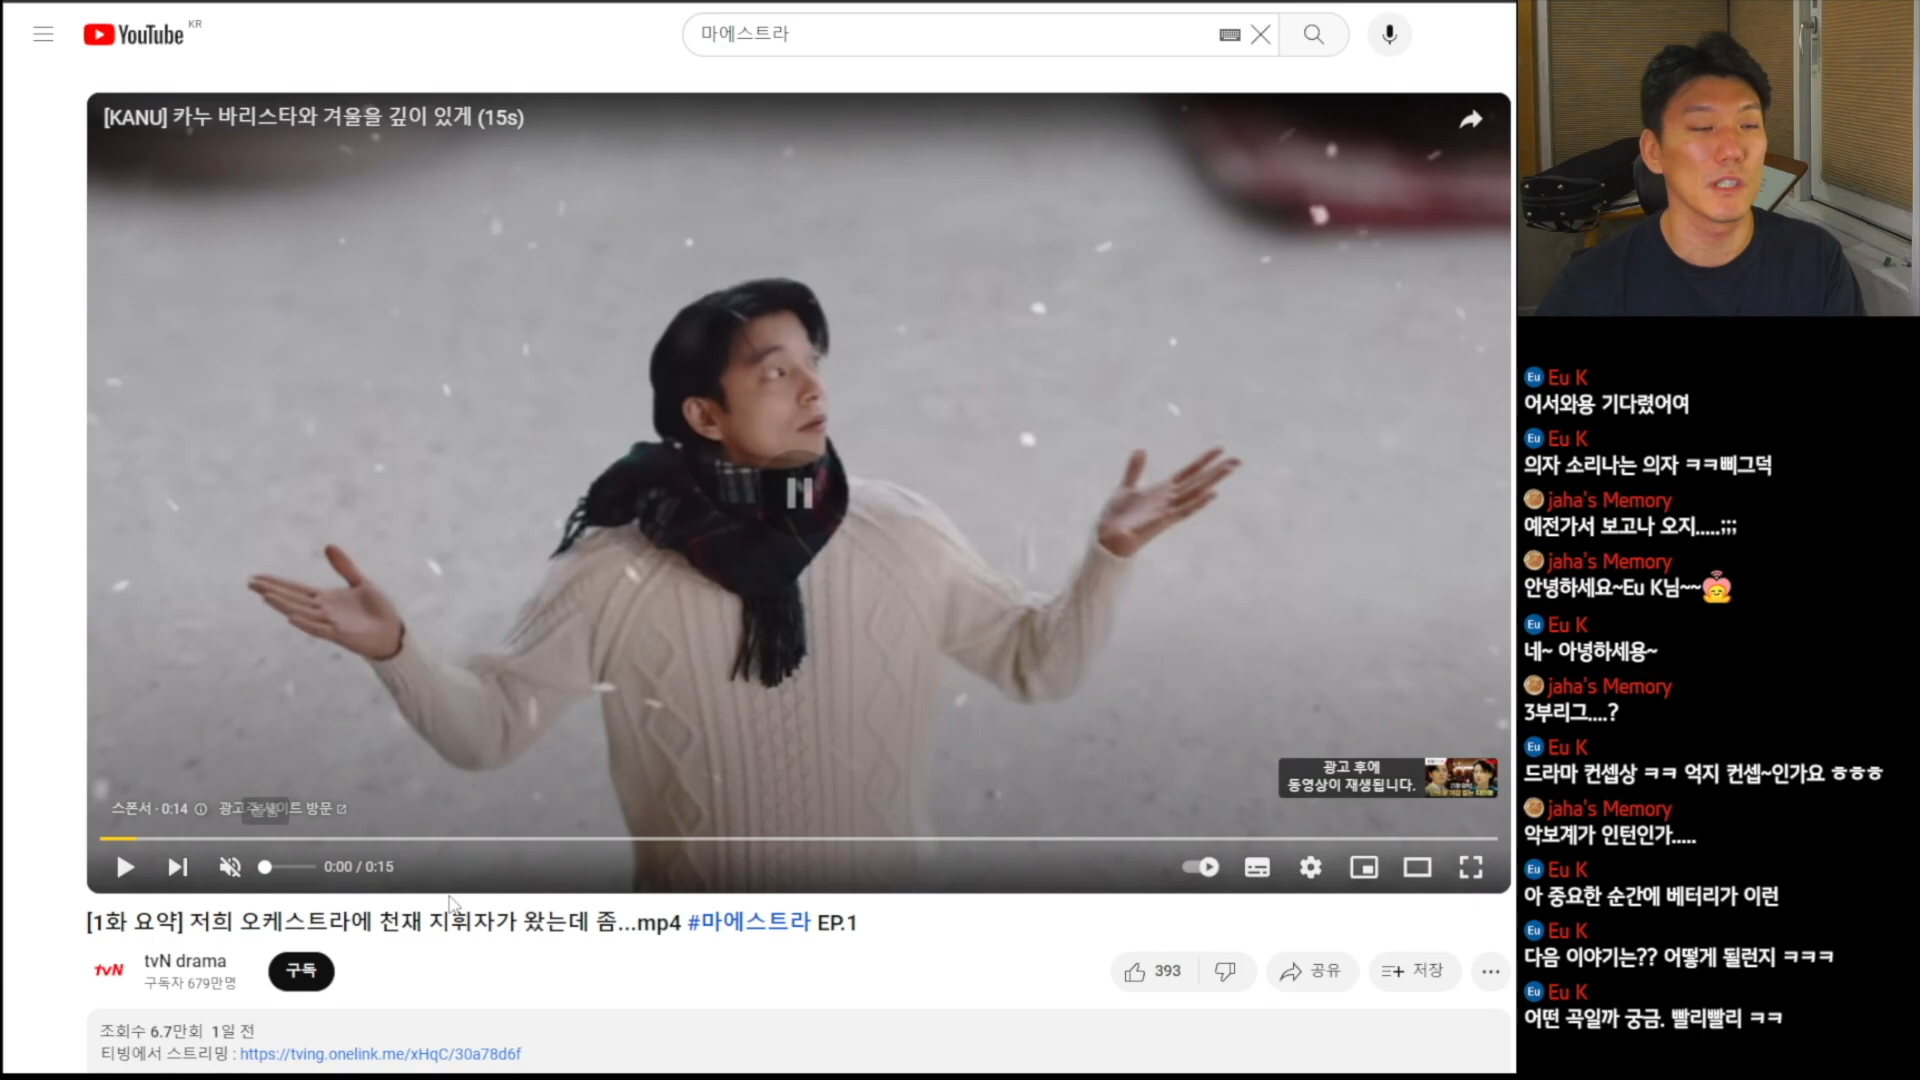 YouTube KR
마에스트라
[KANU] 카누 바리스타와 겨울을 깊이 있게 (15s)
광고 후에
동영상이 재생됩니다.
스폰서 · 0:14
0:00 / 0:15
[1화 요약] 저희 오케스트라에 천재 지휘자가 왔는데 좀...mp4 #마에스트라 EP.1
tvN
tvN drama
구독자 679만명
구독
393
공유
저장
조회수 6.7만회 1일 전
티빙에서 스트리밍 : https://tving.onelink.me/xHqC/30a78d6f
Eu Eu K
어서와용 기다렸어여
Eu Eu K
의자 소리나는 의자 ㅋㅋ삐그덕
jaha's Memory
예전가서 보고나 오지.....;;;
jaha's Memory
안녕하세요~Eu K님~~
Eu Eu K
네~ 아녕하세용~
jaha's Memory
3부리그....?
Eu Eu K
드라마 컨셉상 ㅋㅋ 억지 컨셉~인가요 ㅎㅎㅎ
jaha's Memory
악보계가 인턴인가.....
Eu Eu K
아 중요한 순간에 베터리가 이런
Eu Eu K
다음 이야기는?? 어떻게 될런지 ㅋㅋㅋ
Eu Eu K
어떤 곡일까 궁금. 빨리빨리 ㅋㅋ